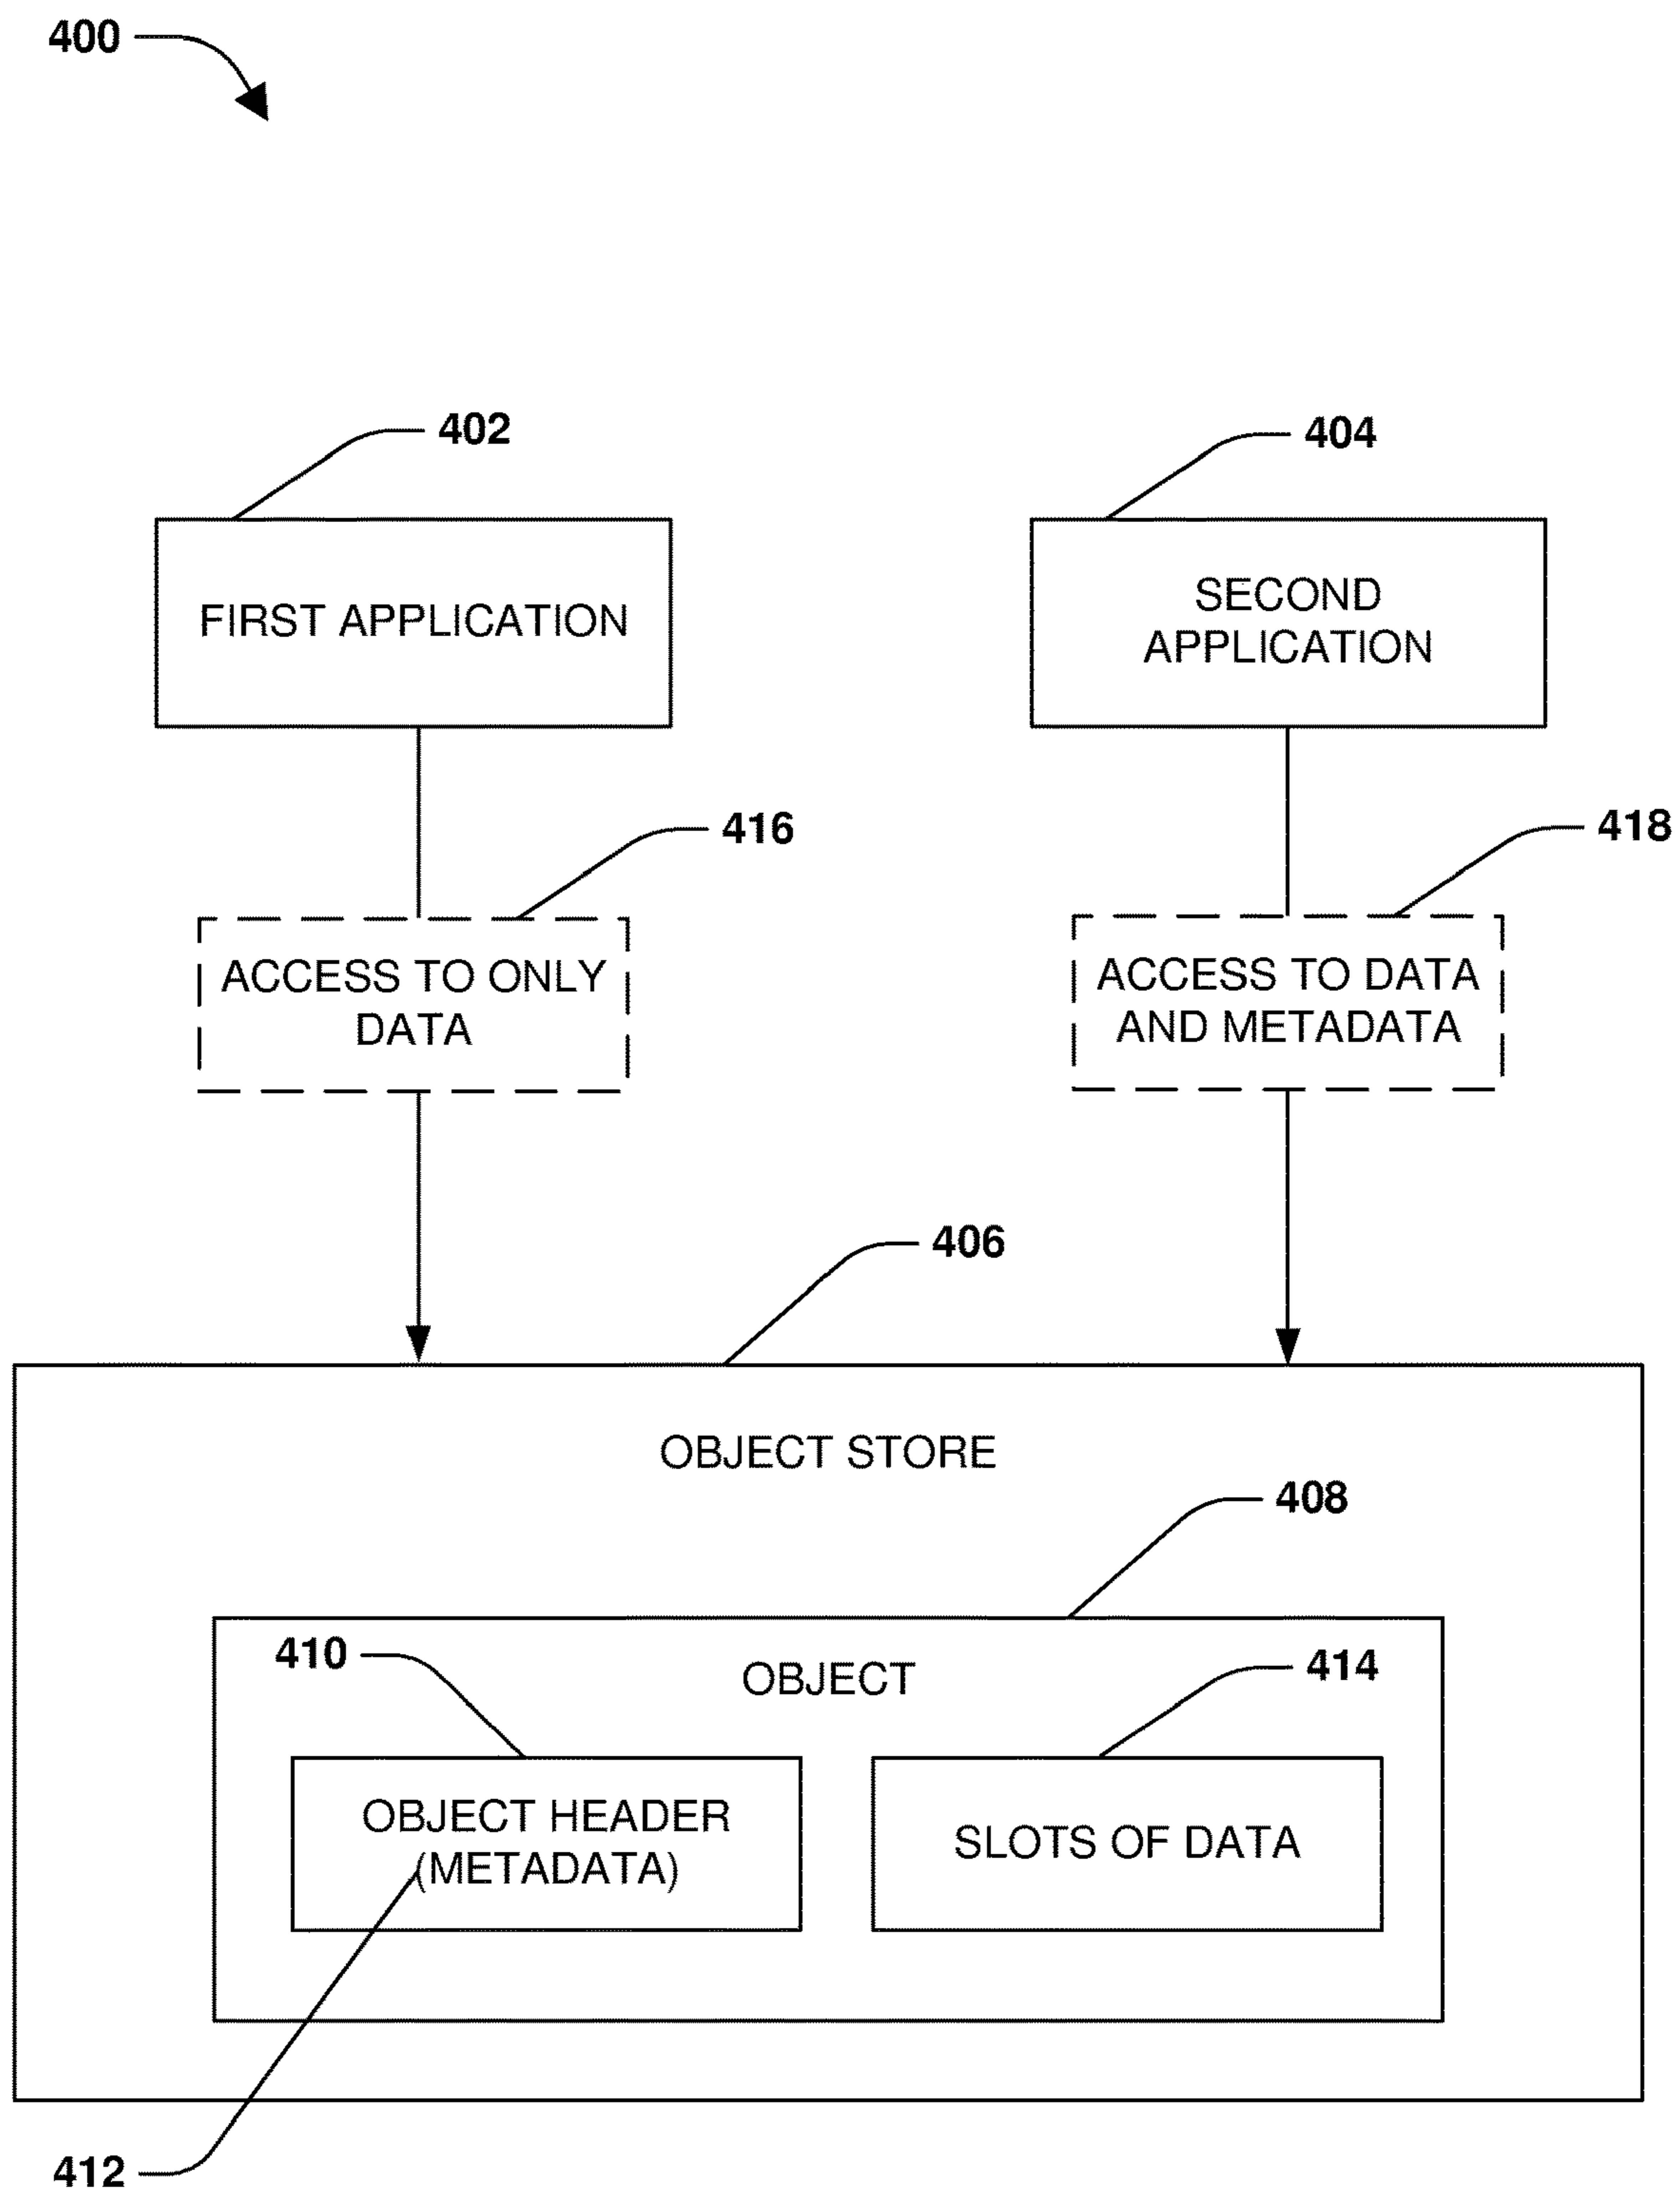 400
402
404
FIRST APPLICATION
SECOND
APPLICATION
416
418
ACCESS TO ONLY
DATA
ACCESS TO DATA
AND METADATA
406
OBJECT STORE
408
410
OBJECT
414
OBJECT HEADER
(METADATA)
SLOTS OF DATA
412